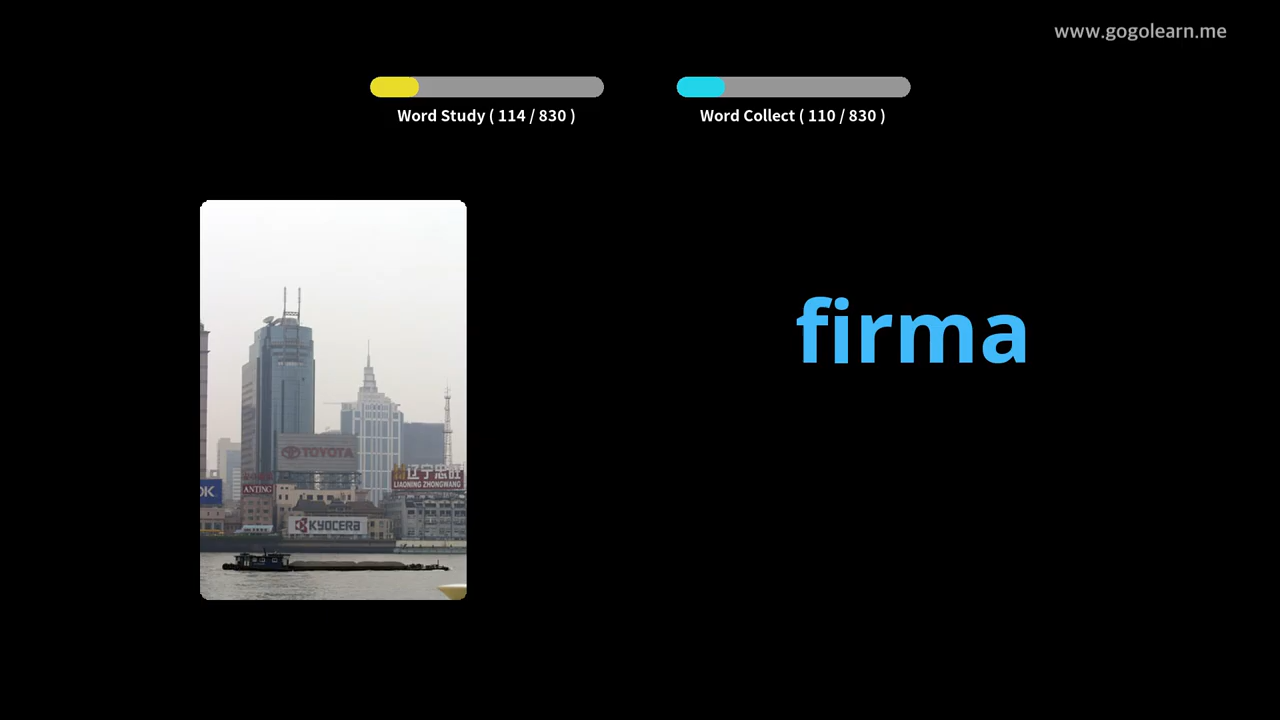 www.gogolearn.me
Word Study ( 114 / 830 )
Word Collect ( 110 / 830 )
firma
TOYOTA
辽宁忠旺
LIAONING ZHONGWANG
OK
ANTING
KYOCERA